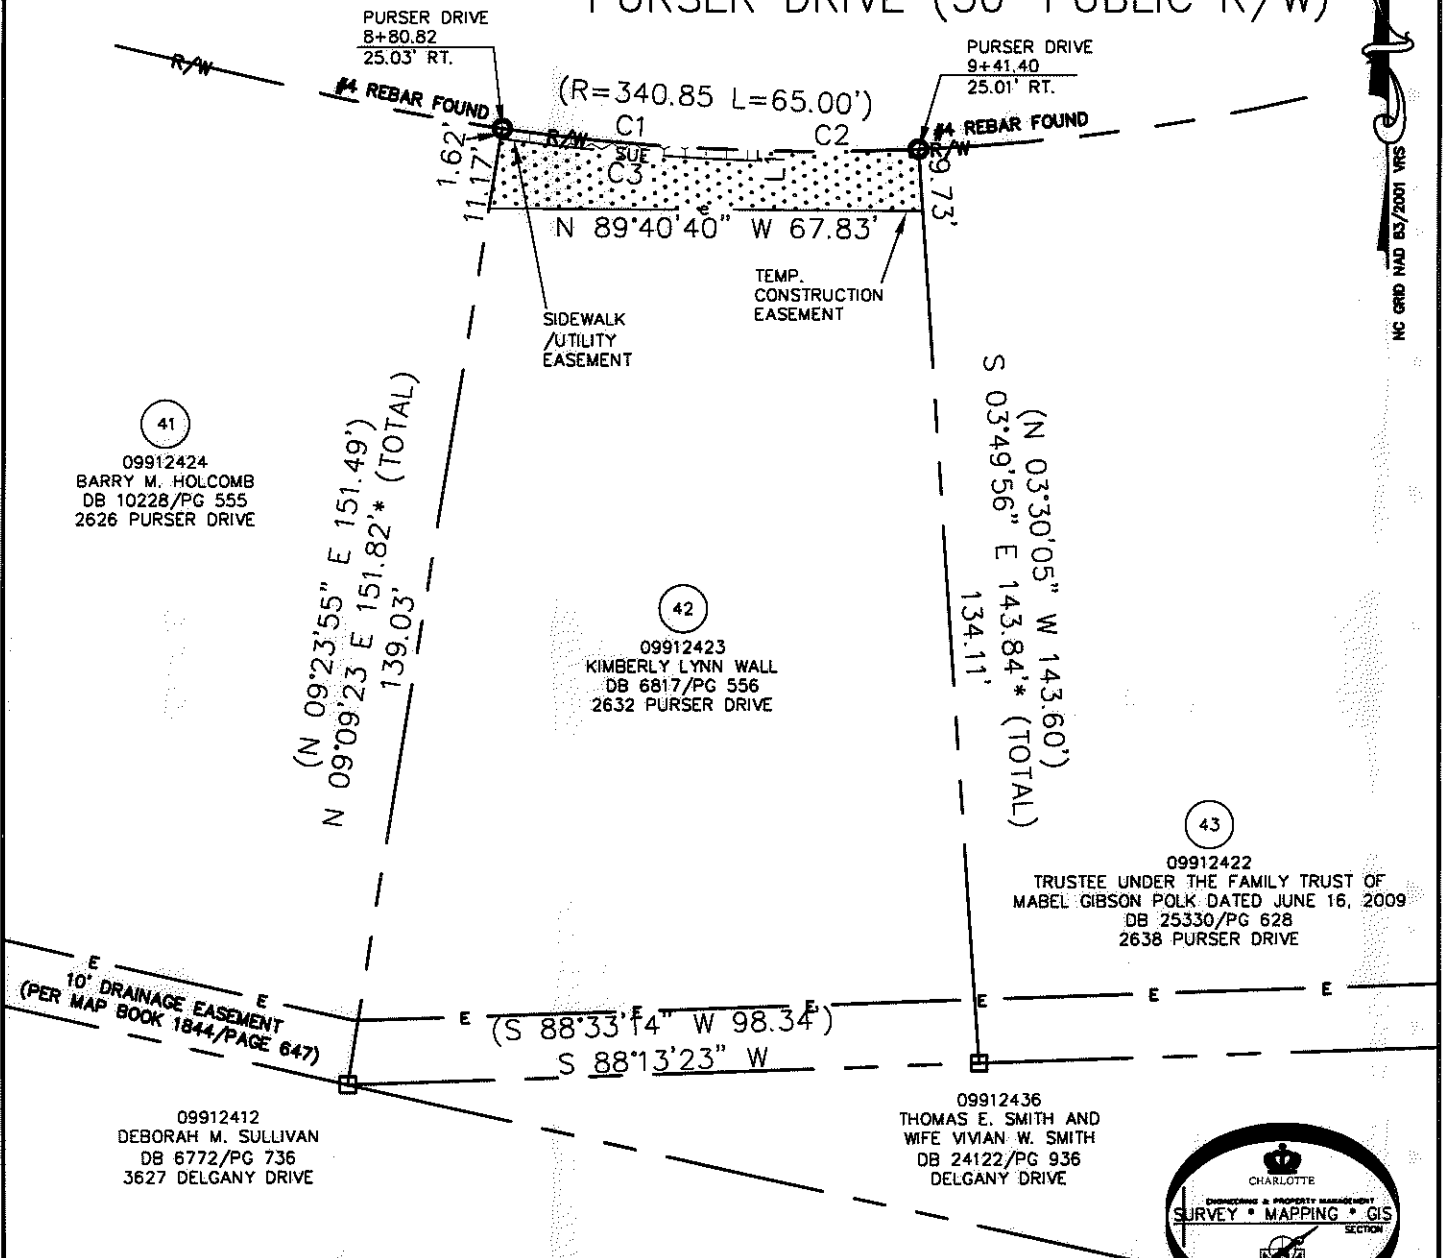 PURSER DRIVE (50' PUBLIC R/W)
PURSER DRIVE
8+80.82
25.03' RT.
PURSER DRIVE
9+41.40
25.01' RT.
R/W
#4 REBAR FOUND
(R=340.85 L=65.00')
C1
C2
#4 REBAR FOUND
R/W
R/W
SUE
C3
L1
1.62'
11.17'
9.73'
N 89°40'40" W 67.83'
TEMP.
CONSTRUCTION
EASEMENT
SIDEWALK
/UTILITY
EASEMENT
NC GRID NAD 83/2001 VRS
41
09912424
BARRY M. HOLCOMB
DB 10228/PG 555
2626 PURSER DRIVE
(N 09°23'55" E 151.49')
N 09°09'23 E 151.82'* (TOTAL)
139.03'
42
09912423
KIMBERLY LYNN WALL
DB 6817/PG 556
2632 PURSER DRIVE
(N 03°30'05" W 143.60')
S 03°49'56" E 143.84'* (TOTAL)
134.11'
43
09912422
TRUSTEE UNDER THE FAMILY TRUST OF
MABEL GIBSON POLK DATED JUNE 16, 2009
DB 25330/PG 628
2638 PURSER DRIVE
E
E
E
E
E
E
E
E
10' DRAINAGE EASEMENT
(PER MAP BOOK 1844/PAGE 647)
(S 88°33'14" W 98.34')
S 88°13'23" W
09912412
DEBORAH M. SULLIVAN
DB 6772/PG 736
3627 DELGANY DRIVE
09912436
THOMAS E. SMITH AND
WIFE VIVIAN W. SMITH
DB 24122/PG 936
DELGANY DRIVE
CHARLOTTE
ENGINEERING & PROPERTY MANAGEMENT
SURVEY * MAPPING * GIS
SECTION